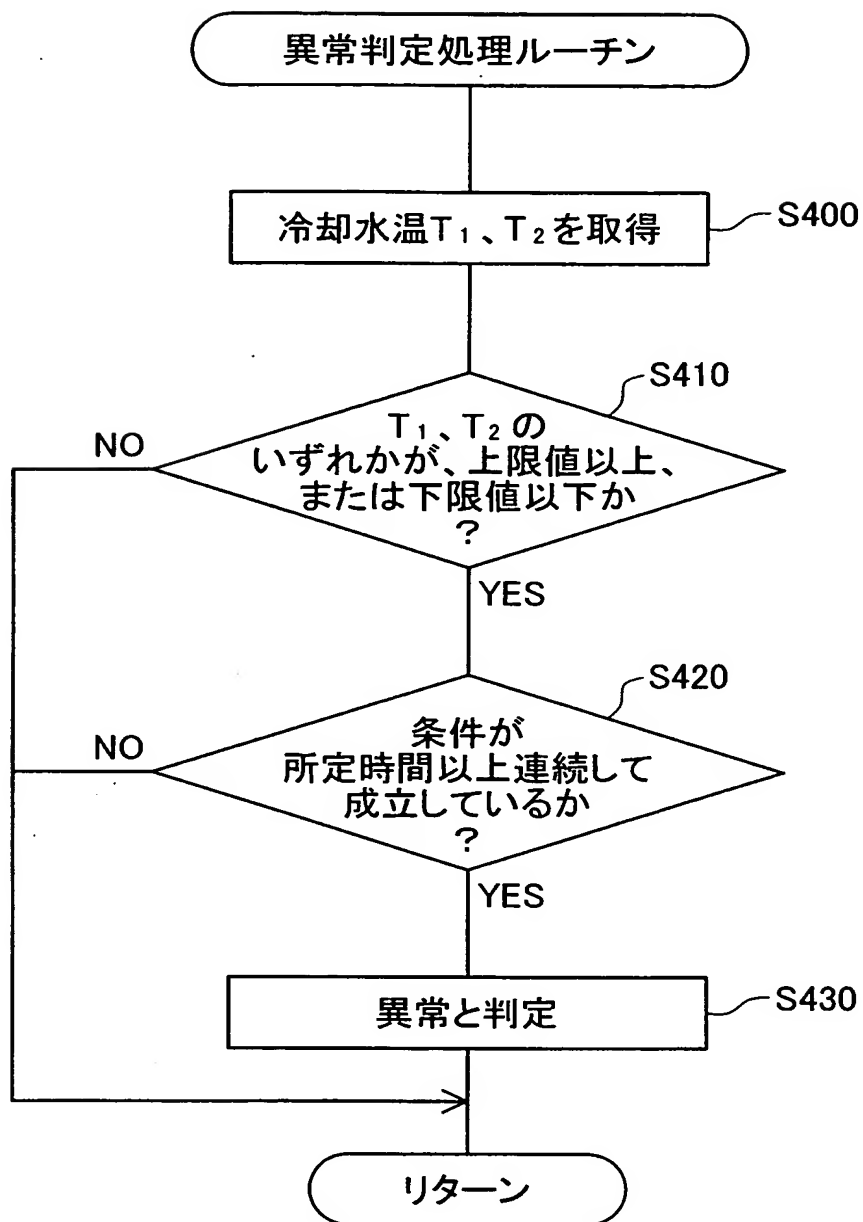 異常判定処理ルーチン
冷却水温T₁、T₂を取得
S400
S410
T₁、T₂の
いずれかが、上限値以上、
または下限値以下か
？
NO
YES
S420
条件が
所定時間以上連続して
成立しているか
？
NO
YES
異常と判定
S430
リターン